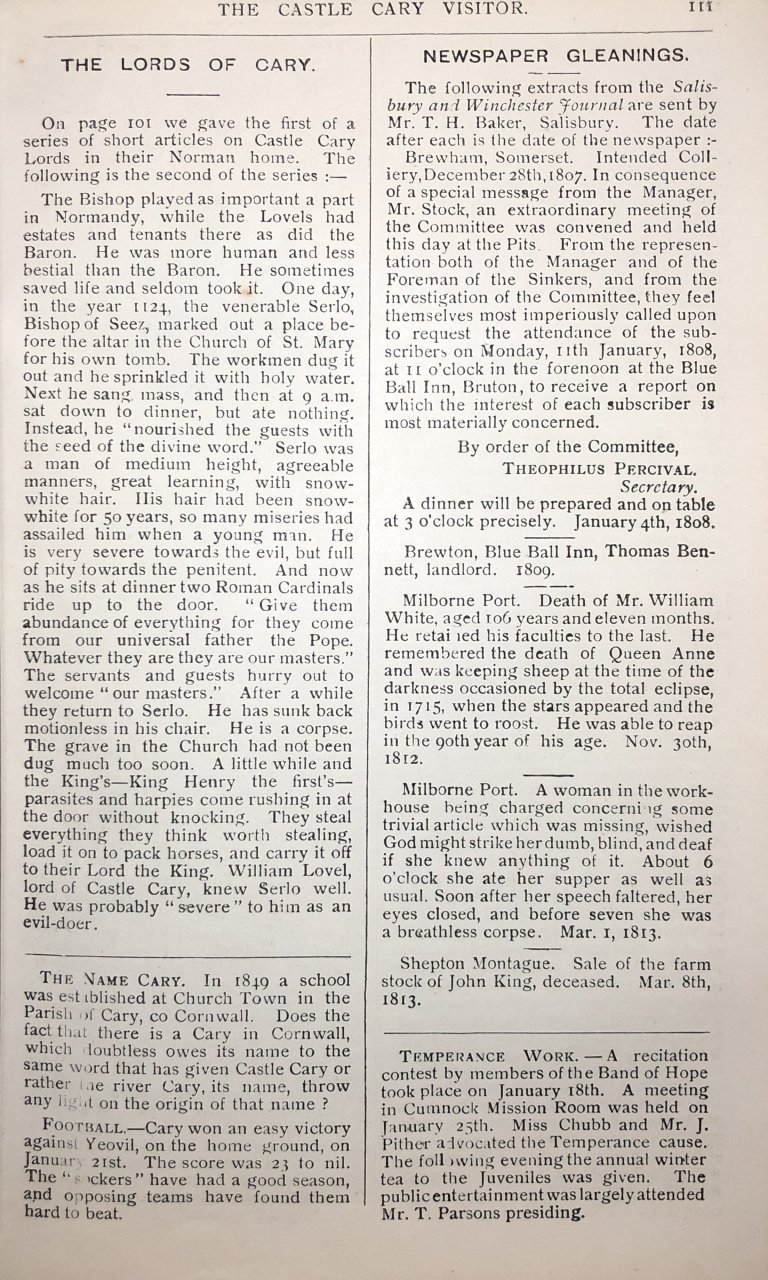 THE CASTLE CARY VISITOR. 111
THE LORDS OF CARY.
On page 101 we gave the first of a
series of short articles on Castle Cary
Lords in their Norman home. The
following is the second of the series :—
The Bishop played as important a part
in Normandy, while the Lovels had
estates and tenants there as did the
Baron. He was more human and less
bestial than the Baron. He sometimes
saved life and seldom took it. One day,
in the year 1124, the venerable Serlo,
Bishop of Seez, marked out a place be-
fore the altar in the Church of St. Mary
for his own tomb. The workmen dug it
out and he sprinkled it with holy water.
Next he sang mass, and then at 9 a.m.
sat down to dinner, but ate nothing.
Instead, he "nourished the guests with
the seed of the divine word." Serlo was
a man of medium height, agreeable
manners, great learning, with snow-
white hair. His hair had been snow-
white for 50 years, so many miseries had
assailed him when a young man. He
is very severe towards the evil, but full
of pity towards the penitent. And now
as he sits at dinner two Roman Cardinals
ride up to the door. "Give them
abundance of everything for they come
from our universal father the Pope.
Whatever they are they are our masters."
The servants and guests hurry out to
welcome "our masters." After a while
they return to Serlo. He has sunk back
motionless in his chair. He is a corpse.
The grave in the Church had not been
dug much too soon. A little while and
the King's—King Henry the first's—
parasites and harpies come rushing in at
the door without knocking. They steal
everything they think worth stealing,
load it on to pack horses, and carry it off
to their Lord the King. William Lovel,
lord of Castle Cary, knew Serlo well.
He was probably "severe" to him as an
evil-doer.
THE NAME CARY. In 1849 a school
was established at Church Town in the
Parish of Cary, co Cornwall. Does the
fact that there is a Cary in Cornwall,
which doubtless owes its name to the
same word that has given Castle Cary or
rather the river Cary, its name, throw
any light on the origin of that name ?
FOOTBALL.—Cary won an easy victory
against Yeovil, on the home ground, on
January 21st. The score was 23 to nil.
The "sockers" have had a good season,
and opposing teams have found them
hard to beat.
NEWSPAPER GLEANINGS.
The following extracts from the Salis-
bury and Winchester Journal are sent by
Mr. T. H. Baker, Salisbury. The date
after each is the date of the newspaper :-
Brewham, Somerset. Intended Coll-
iery, December 28th, 1807. In consequence
of a special message from the Manager,
Mr. Stock, an extraordinary meeting of
the Committee was convened and held
this day at the Pits. From the represen-
tation both of the Manager and of the
Foreman of the Sinkers, and from the
investigation of the Committee, they feel
themselves most imperiously called upon
to request the attendance of the sub-
scribers on Monday, 11th January, 1808,
at 11 o'clock in the forenoon at the Blue
Ball Inn, Bruton, to receive a report on
which the interest of each subscriber is
most materially concerned.
By order of the Committee,
THEOPHILUS PERCIVAL.
Secretary.
A dinner will be prepared and on table
at 3 o'clock precisely. January 4th, 1808.
Brewton, Blue Ball Inn, Thomas Ben-
nett, landlord. 1809.
Milborne Port. Death of Mr. William
White, aged 106 years and eleven months.
He retained his faculties to the last. He
remembered the death of Queen Anne
and was keeping sheep at the time of the
darkness occasioned by the total eclipse,
in 1715, when the stars appeared and the
birds went to roost. He was able to reap
in the 90th year of his age. Nov. 30th,
1812.
Milborne Port. A woman in the work-
house being charged concerning some
trivial article which was missing, wished
God might strike her dumb, blind, and deaf
if she knew anything of it. About 6
o'clock she ate her supper as well as
usual. Soon after her speech faltered, her
eyes closed, and before seven she was
a breathless corpse. Mar. 1, 1813.
Shepton Montague. Sale of the farm
stock of John King, deceased. Mar. 8th,
1813.
TEMPERANCE WORK. — A recitation
contest by members of the Band of Hope
took place on January 18th. A meeting
in Cumnock Mission Room was held on
January 25th. Miss Chubb and Mr. J.
Pither advocated the Temperance cause.
The following evening the annual winter
tea to the Juveniles was given. The
public entertainment was largely attended
Mr. T. Parsons presiding.